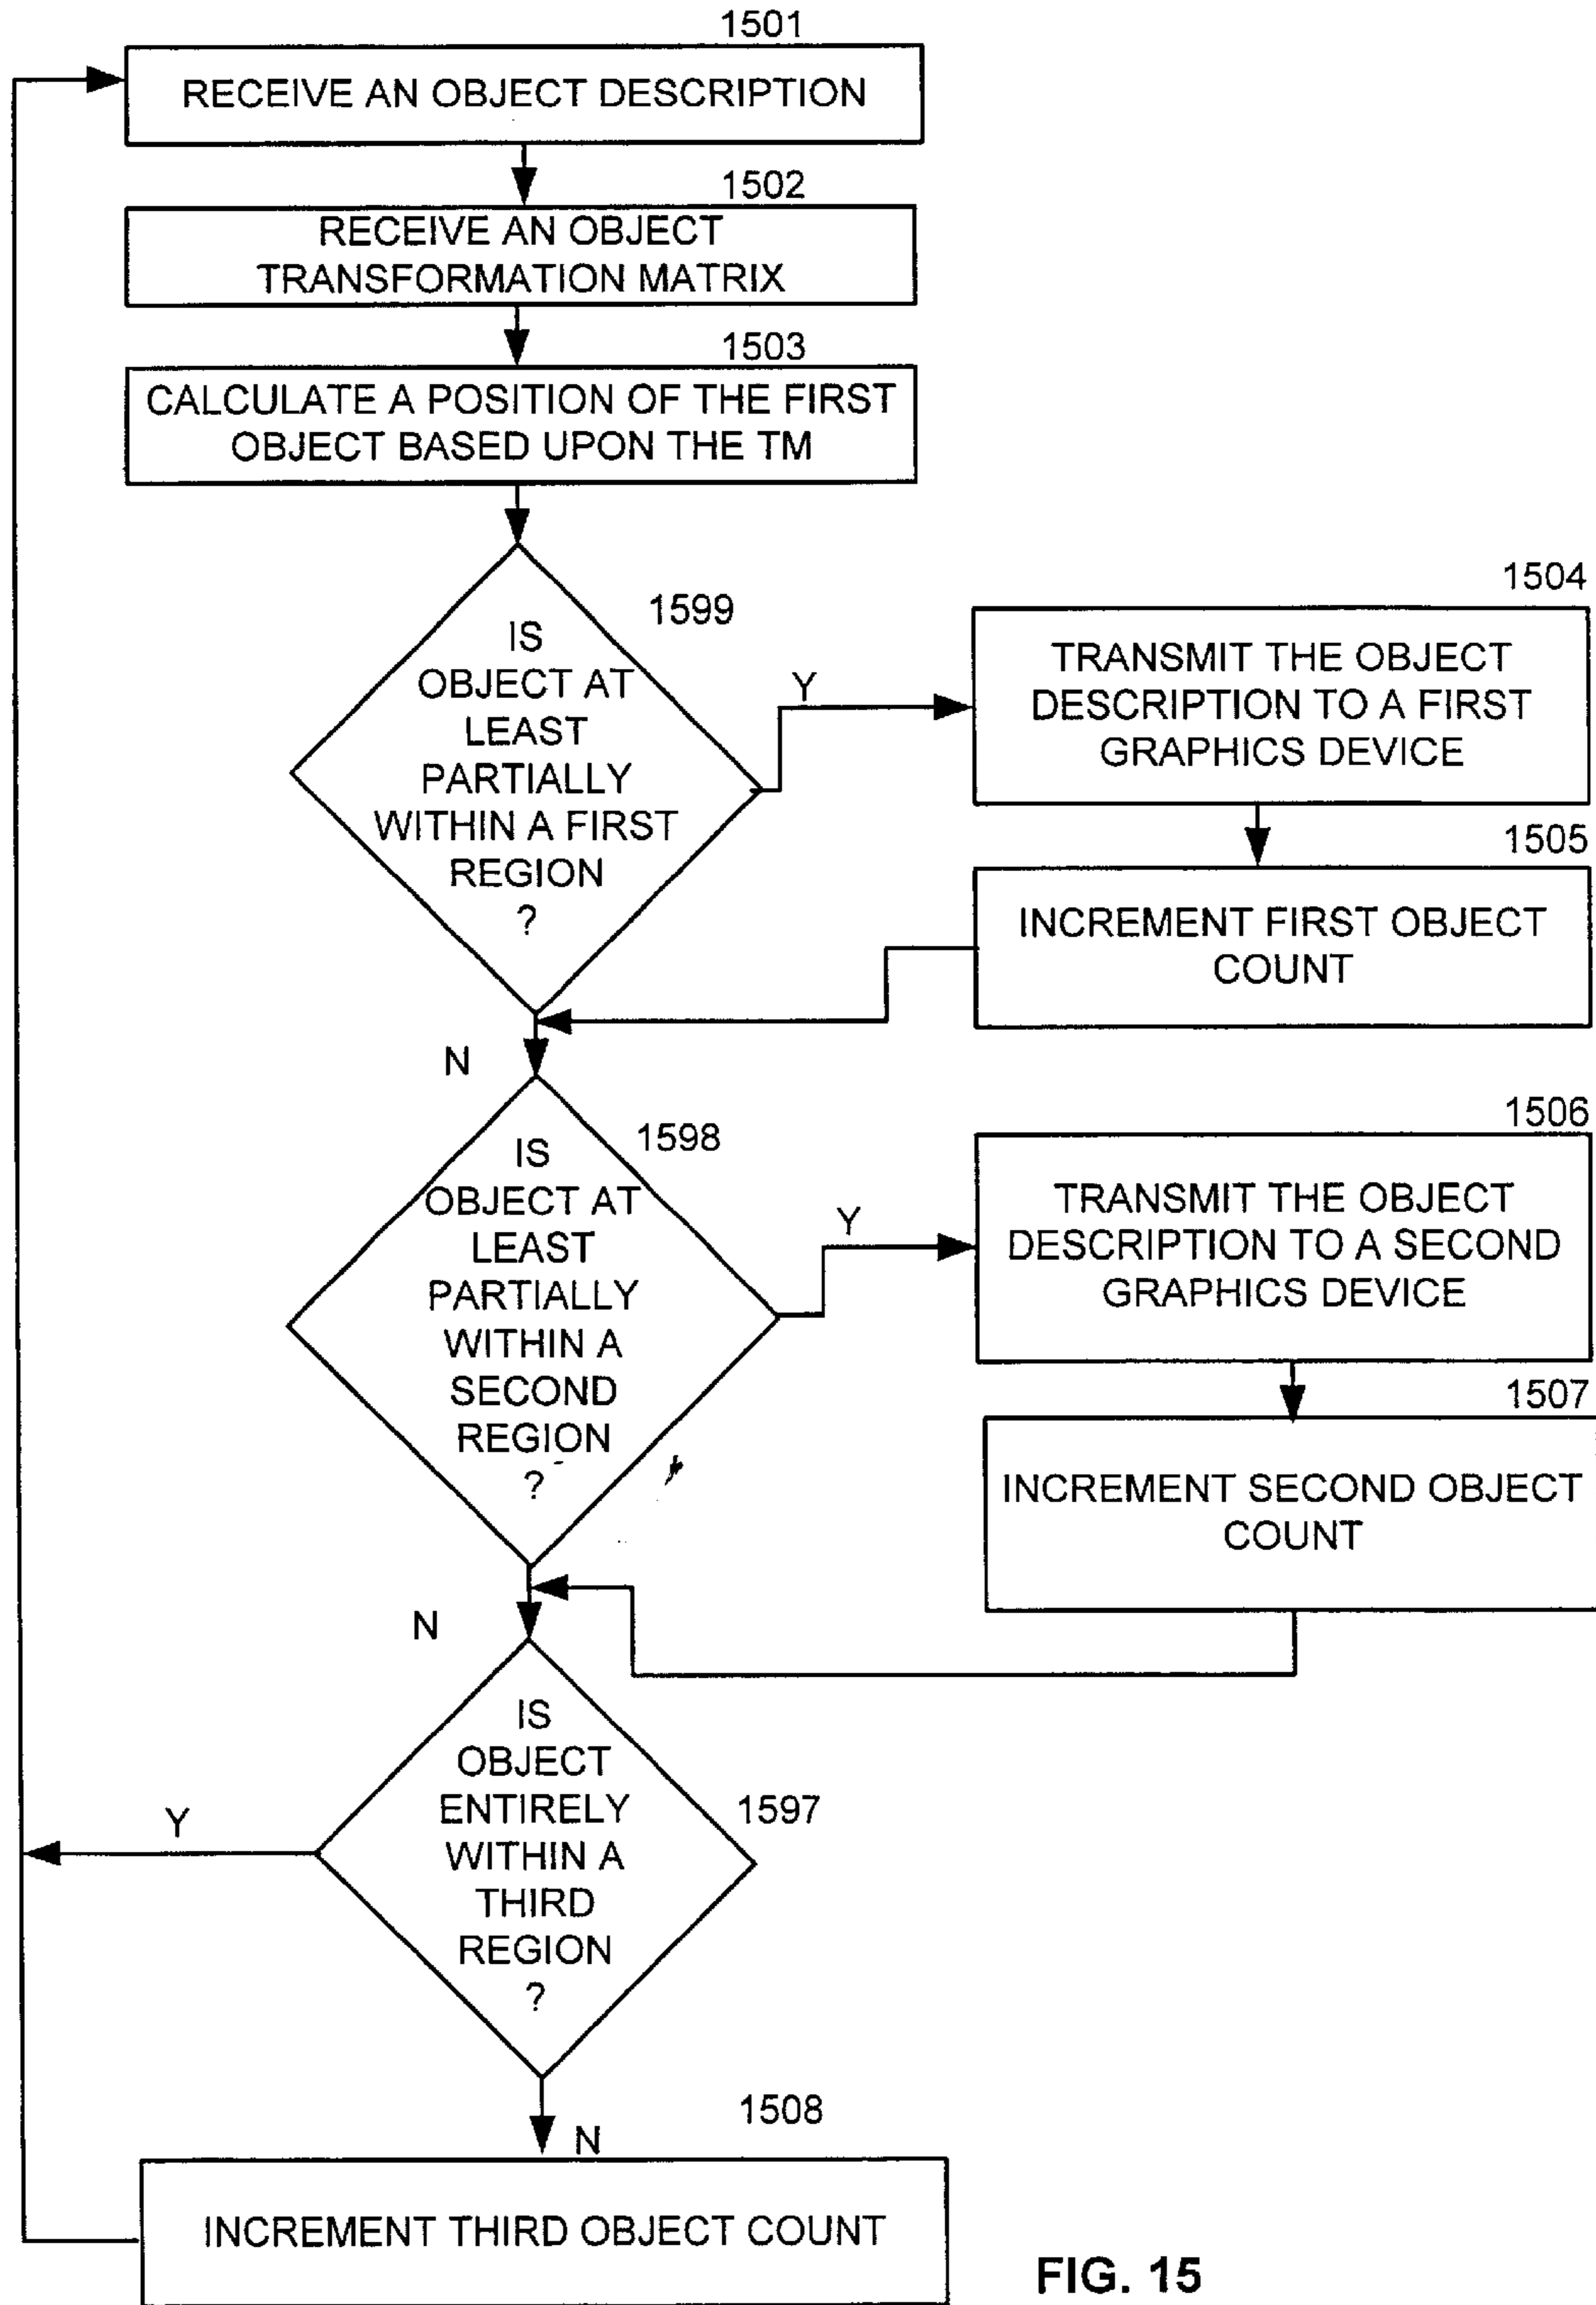 1501
RECEIVE AN OBJECT DESCRIPTION
1502
RECEIVE AN OBJECT
TRANSFORMATION MATRIX
1503
CALCULATE A POSITION OF THE FIRST
OBJECT BASED UPON THE TM
1599
IS
OBJECT AT
LEAST
PARTIALLY
WITHIN A FIRST
REGION
?
Y
1504
TRANSMIT THE OBJECT
DESCRIPTION TO A FIRST
GRAPHICS DEVICE
1505
INCREMENT FIRST OBJECT
COUNT
N
1598
IS
OBJECT AT
LEAST
PARTIALLY
WITHIN A
SECOND
REGION
?
Y
1506
TRANSMIT THE OBJECT
DESCRIPTION TO A SECOND
GRAPHICS DEVICE
1507
INCREMENT SECOND OBJECT
COUNT
N
1597
IS
OBJECT
ENTIRELY
WITHIN A
THIRD
REGION
?
Y
N
1508
INCREMENT THIRD OBJECT COUNT
FIG. 15